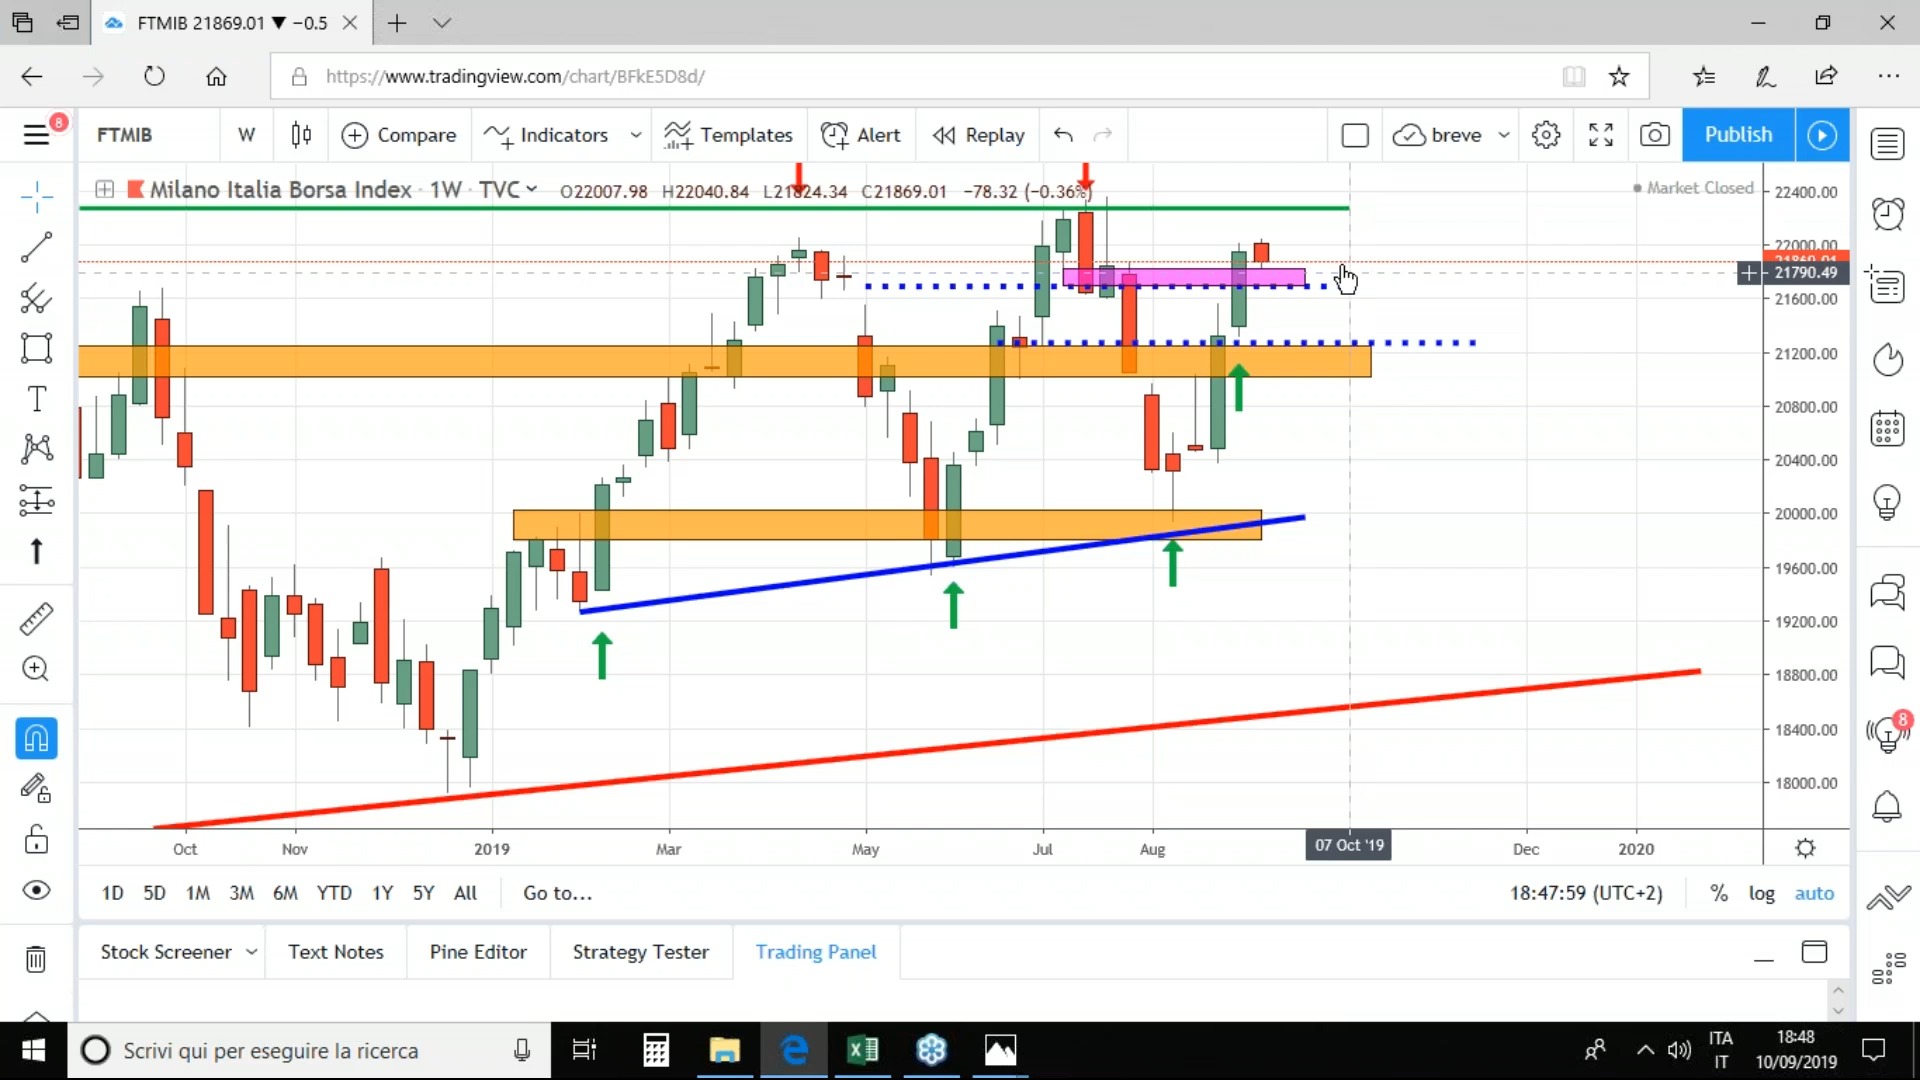 FTMIB 21869.01 ▼ −0.5
https://www.tradingview.com/chart/BFkE5D8d/
8
FTMIB
W
Compare
Indicators
Templates
Alert
Replay
breve
Publish
Milano Italia Borsa Index · 1W · TVC
O22007.98 H22040.84 L21824.34 C21869.01 −78.32 (−0.36%)
Market Closed
22400.00
22000.00
21869.01
21790.49
21600.00
21200.00
20800.00
20400.00
20000.00
19600.00
19200.00
18800.00
18400.00
18000.00
8
Oct Nov 2019 Mar May Jul Aug 07 Oct '19 Dec 2020
1D 5D 1M 3M 6M YTD 1Y 5Y All Go to... 18:47:59 (UTC+2) % log auto
Stock Screener Text Notes Pine Editor Strategy Tester Trading Panel
Scrivi qui per eseguire la ricerca
ITA
IT
18:48
10/09/2019